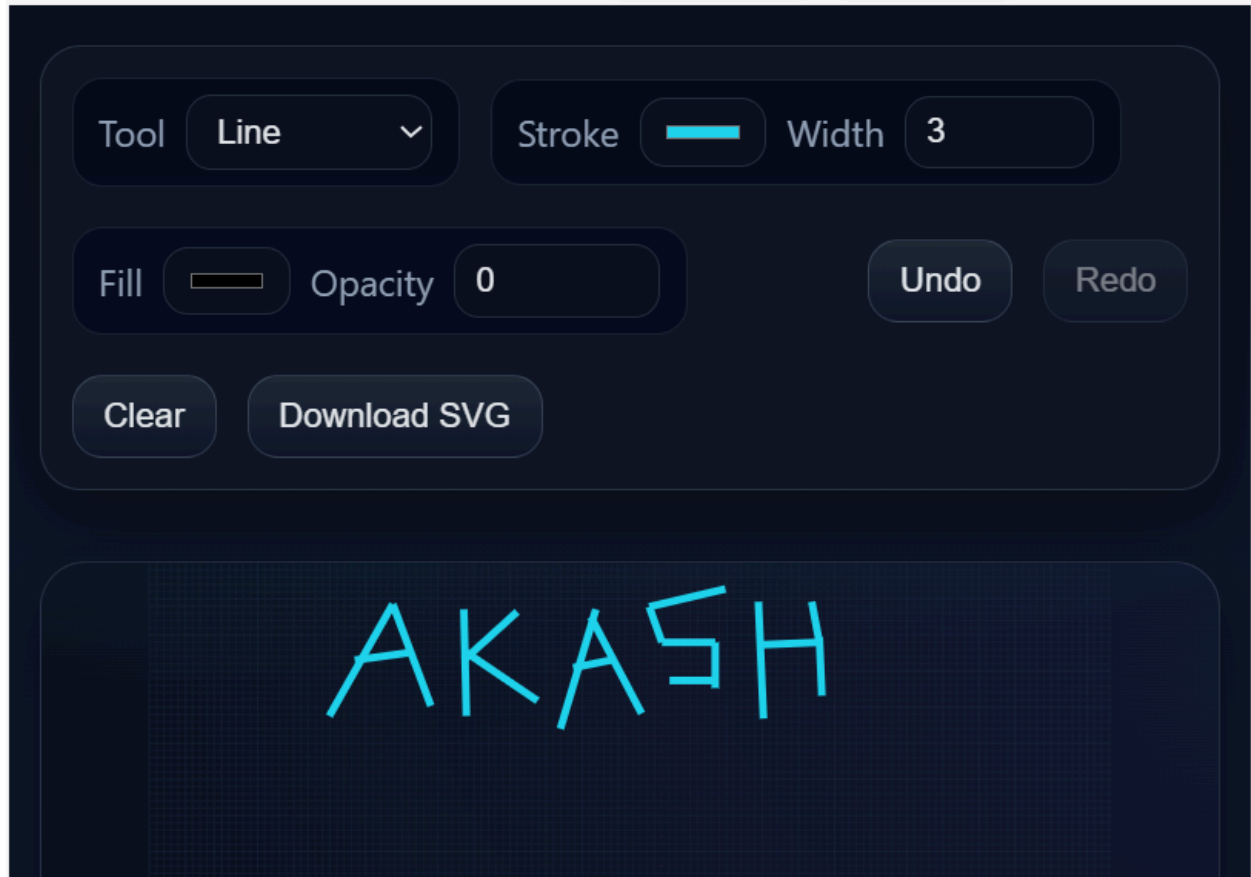 Tool Line Stroke Width 3
Fill Opacity 0 Undo Redo
Clear Download SVG
AKASH